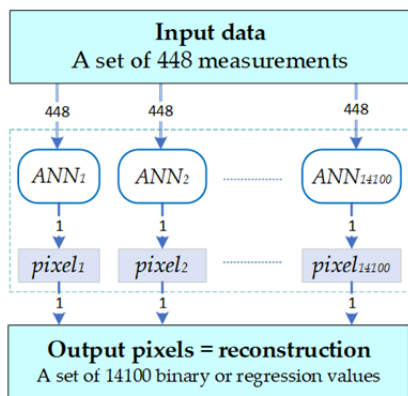 Input data
A set of 448 measurements
448 448 448
ANN1 ANN2 ANN14100
1 1 1
pixel1 pixel2 pixel14100
1 1 1
Output pixels = reconstruction
A set of 14100 binary or regression values